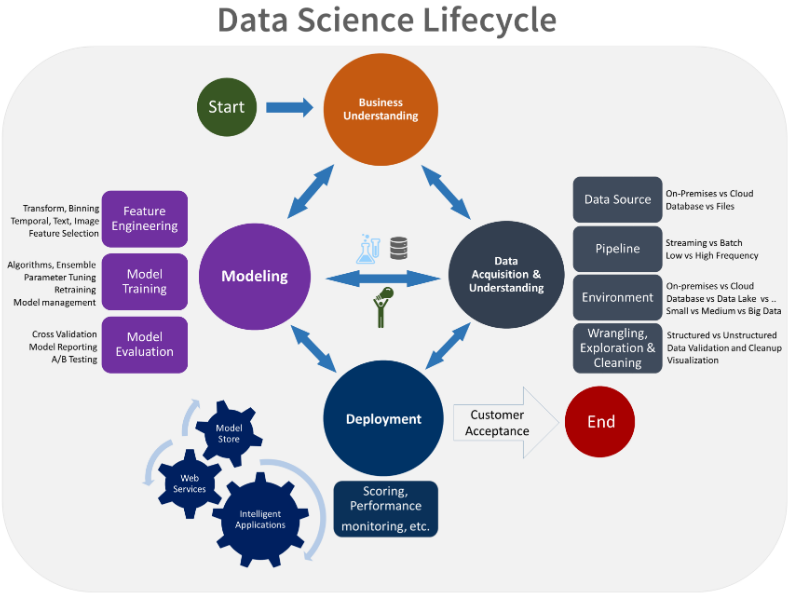 Data Science Lifecycle
Start
Business
Understanding
Transform, Binning
Temporal, Text, Image
Feature Selection
Feature
Engineering
Algorithms, Ensemble
Parameter Tuning
Retraining
Model management
Model
Training
Cross Validation
Model Reporting
A/B Testing
Model
Evaluation
Modeling
Data
Acquisition &
Understanding
Data Source
On-Premises vs Cloud
Database vs Files
Pipeline
Streaming vs Batch
Low vs High Frequency
Environment
On-premises vs Cloud
Database vs Data Lake vs ..
Small vs Medium vs Big Data
Wrangling,
Exploration &
Cleaning
Structured vs Unstructured
Data Validation and Cleanup
Visualization
Deployment
Customer
Acceptance
End
Scoring,
Performance
monitoring, etc.
Model
Store
Web
Services
Intelligent
Applications